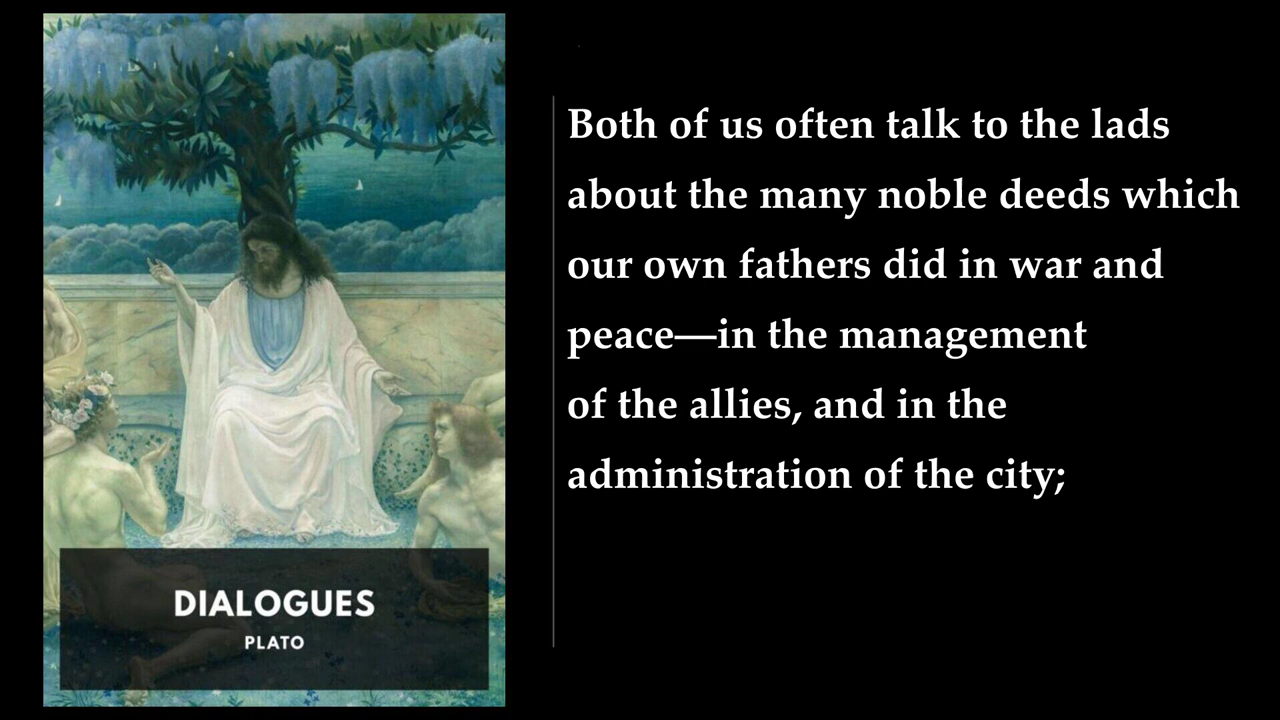 DIALOGUES
PLATO
Both of us often talk to the lads
about the many noble deeds which
our own fathers did in war and
peace—in the management
of the allies, and in the
administration of the city;